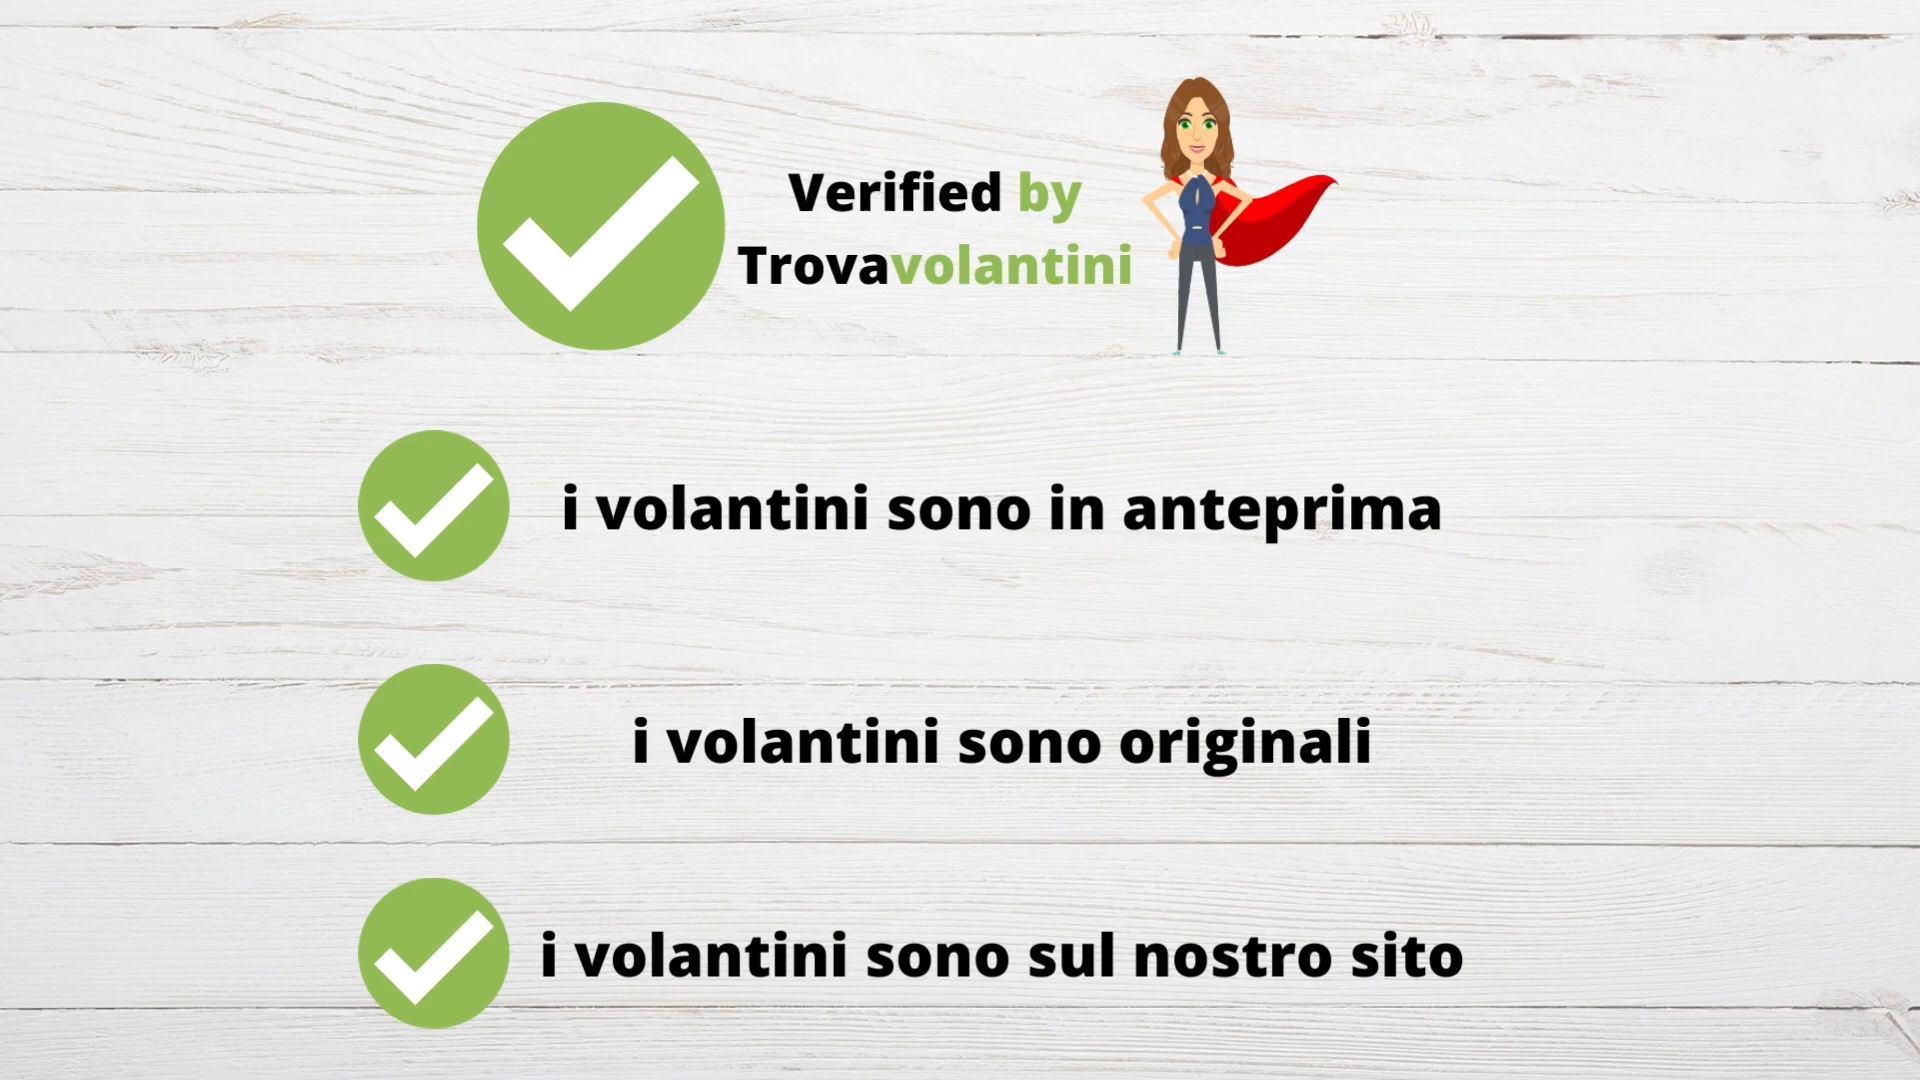 Verified by
Trovavolantini
i volantini sono in anteprima
i volantini sono originali
i volantini sono sul nostro sito